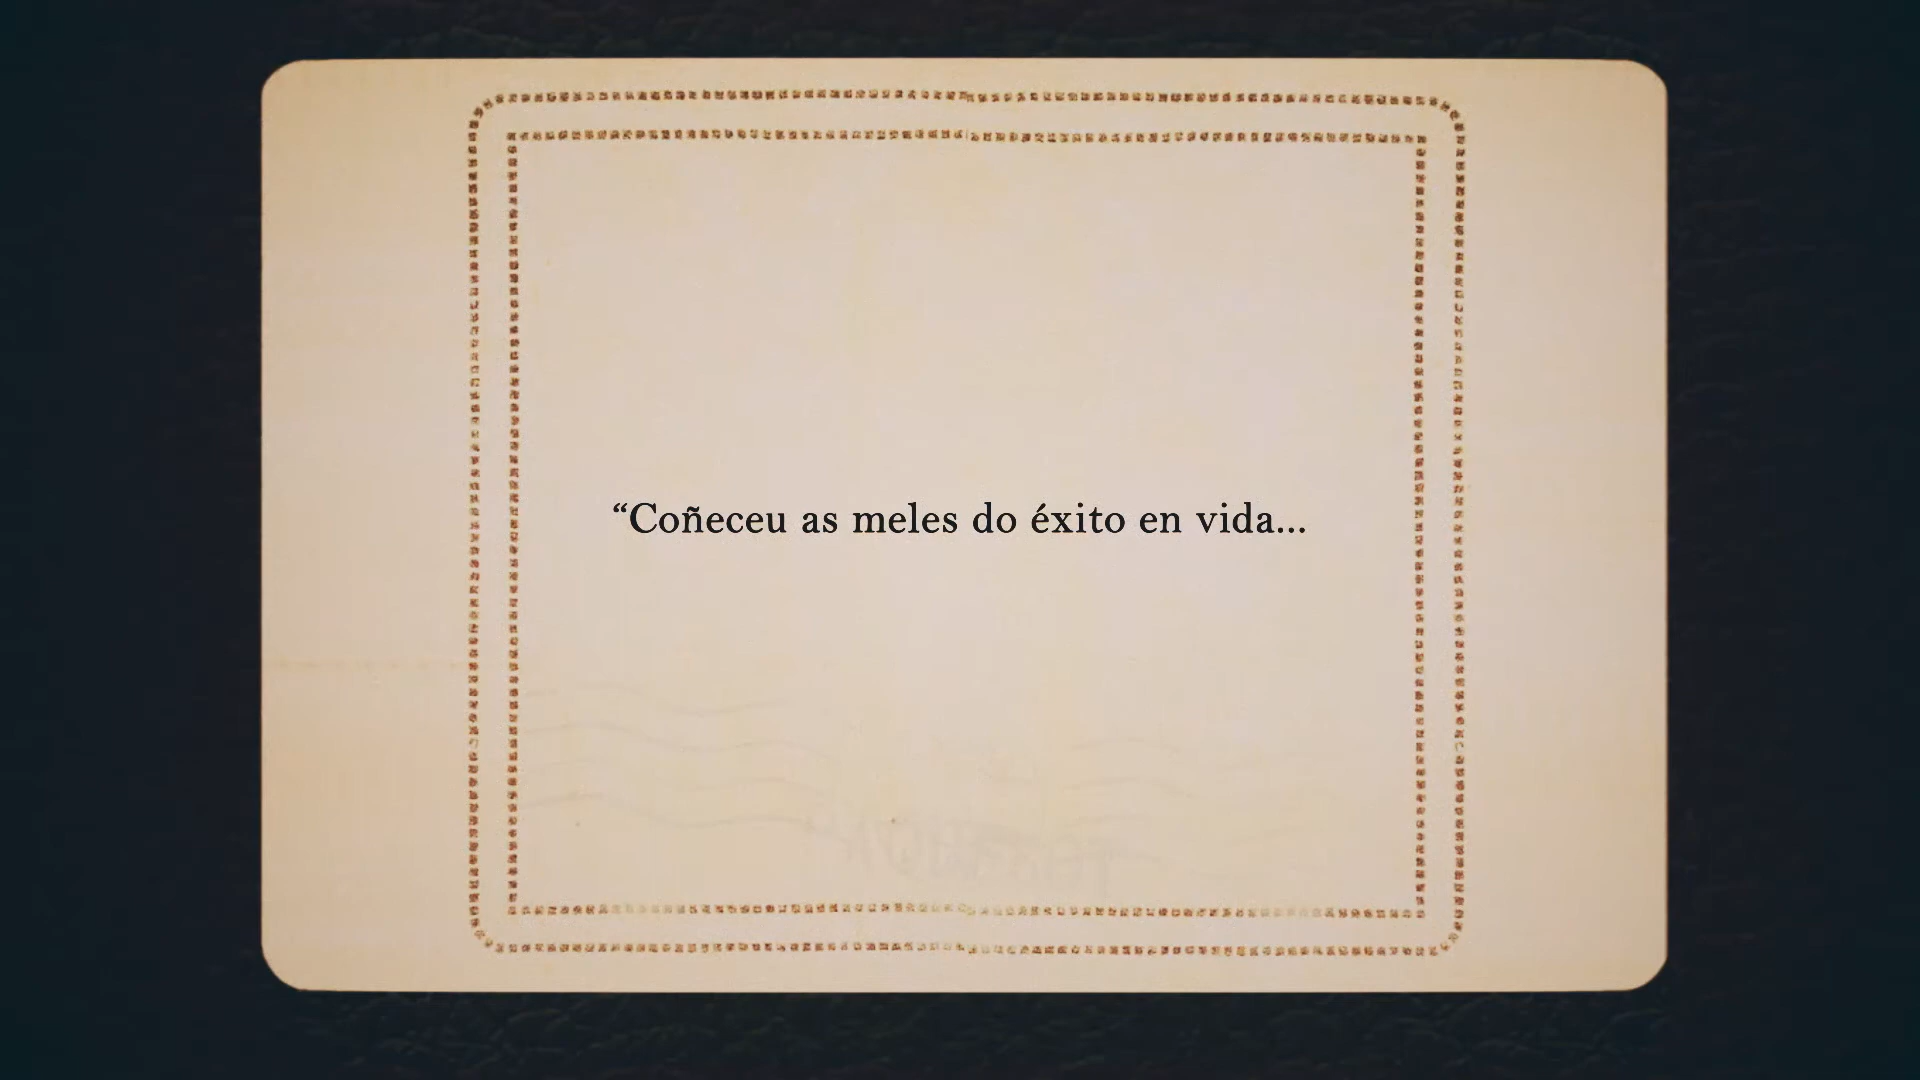 “Coñeceu as meles do éxito en vida...